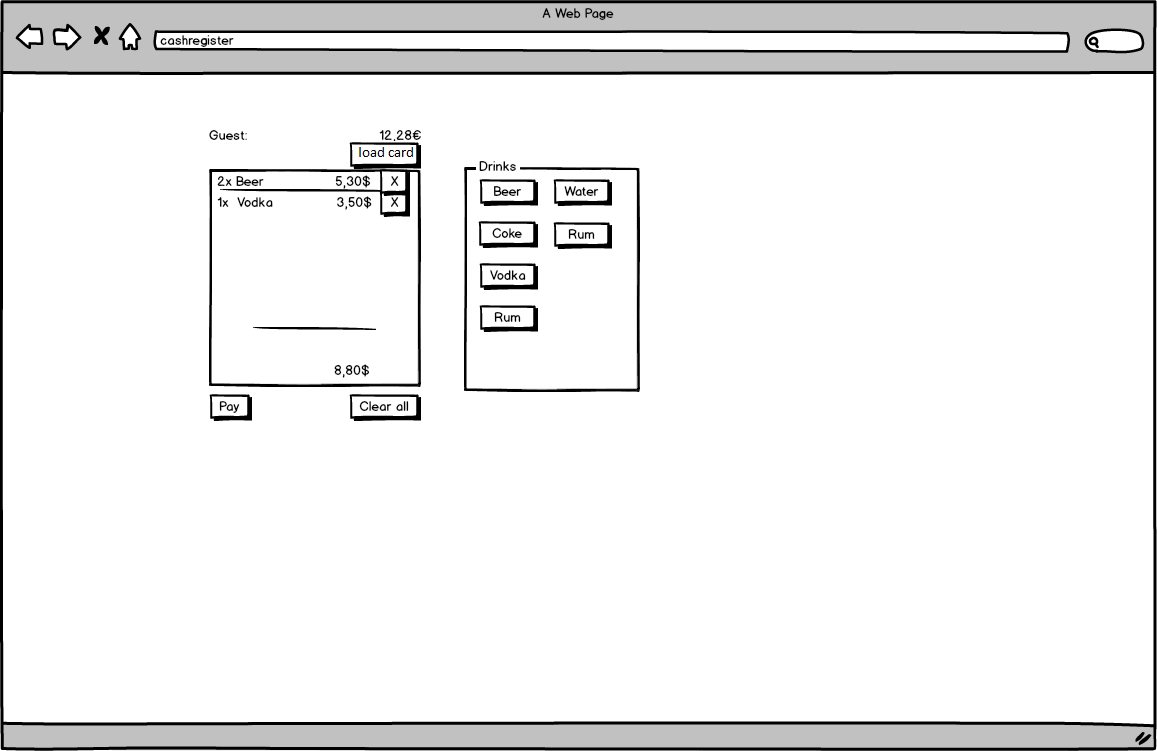 A Web Page
cashregister
Guest: 12,28€
load card
2x Beer 5,30$ X
1x Vodka 3,50$ X
8,80$
Pay Clear all
Drinks
Beer Water
Coke Rum
Vodka
Rum